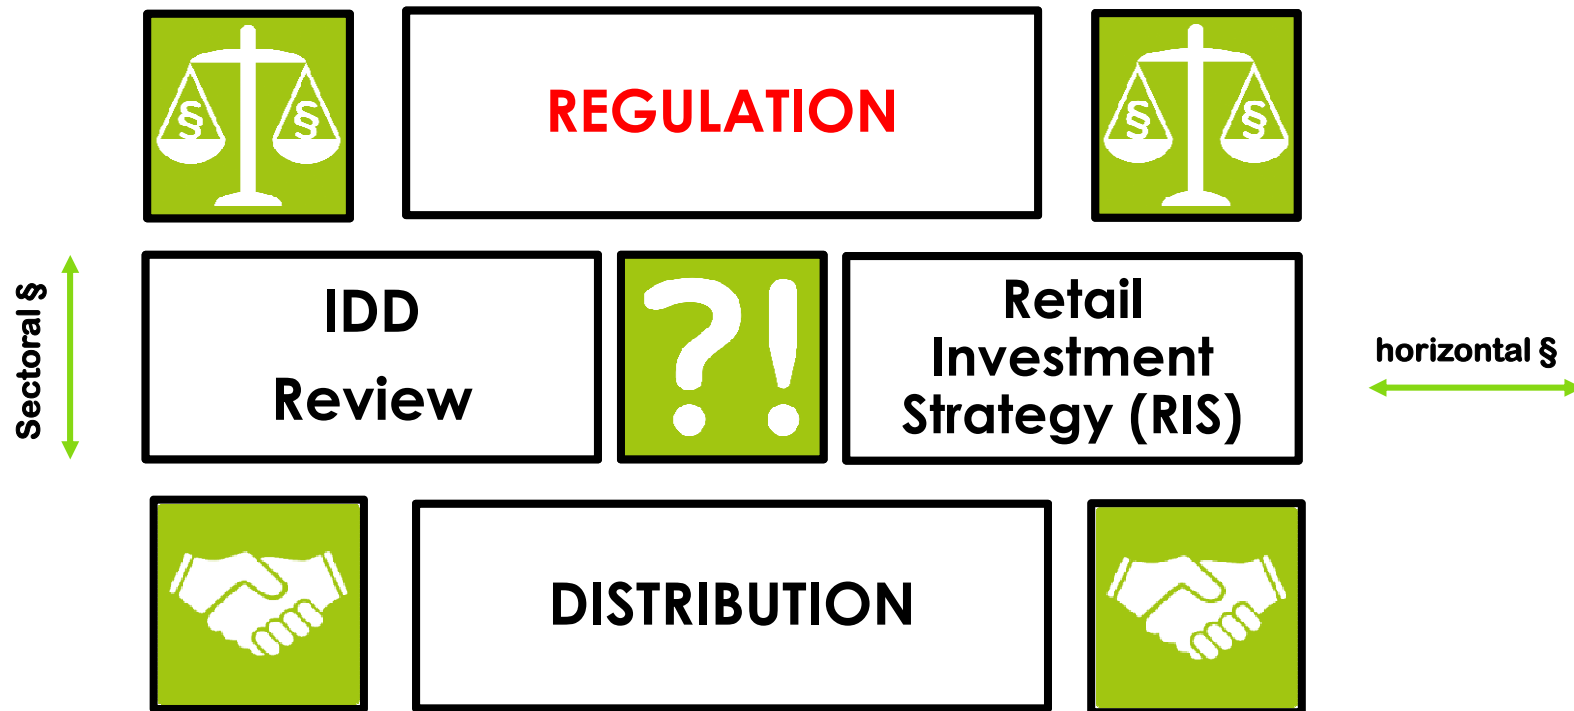 § §
REGULATION
§ §
Sectoral §
IDD
Review
?!
Retail
Investment
Strategy (RIS)
horizontal §
DISTRIBUTION